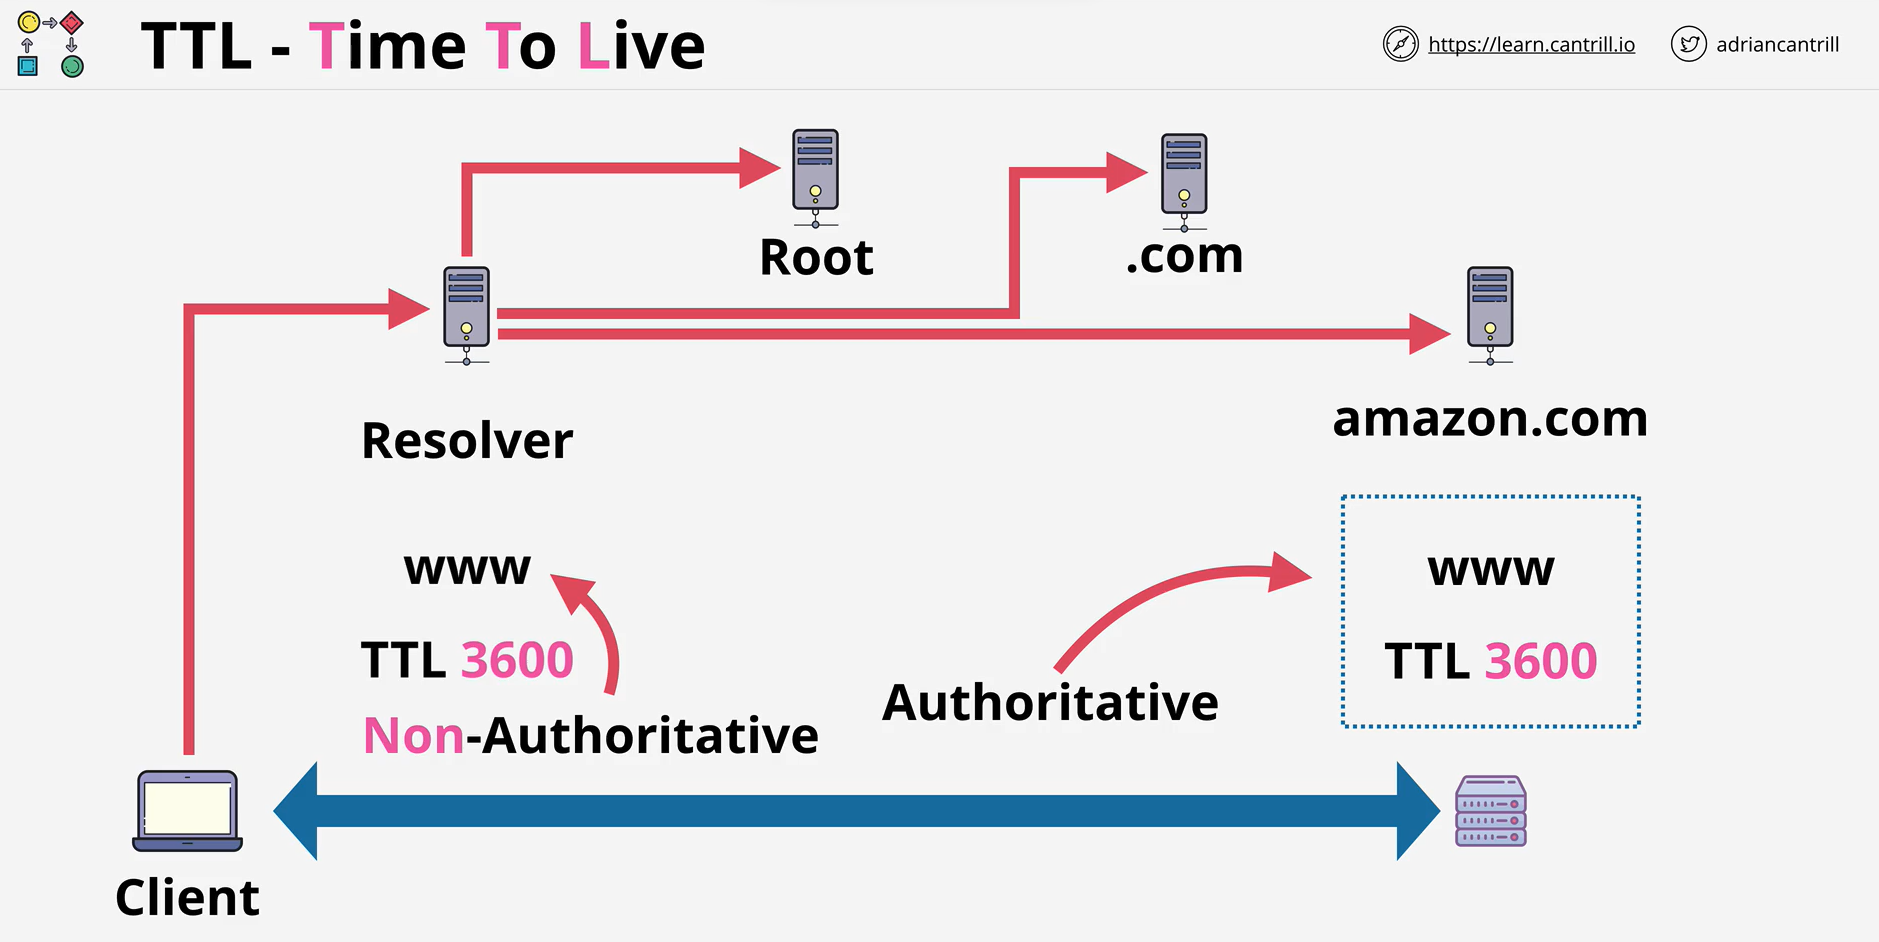 TTL - Time To Live
https://learn.cantrill.io
adriancantrill
Root
.com
Resolver
amazon.com
www
TTL 3600
Non-Authoritative
Authoritative
www
TTL 3600
Client